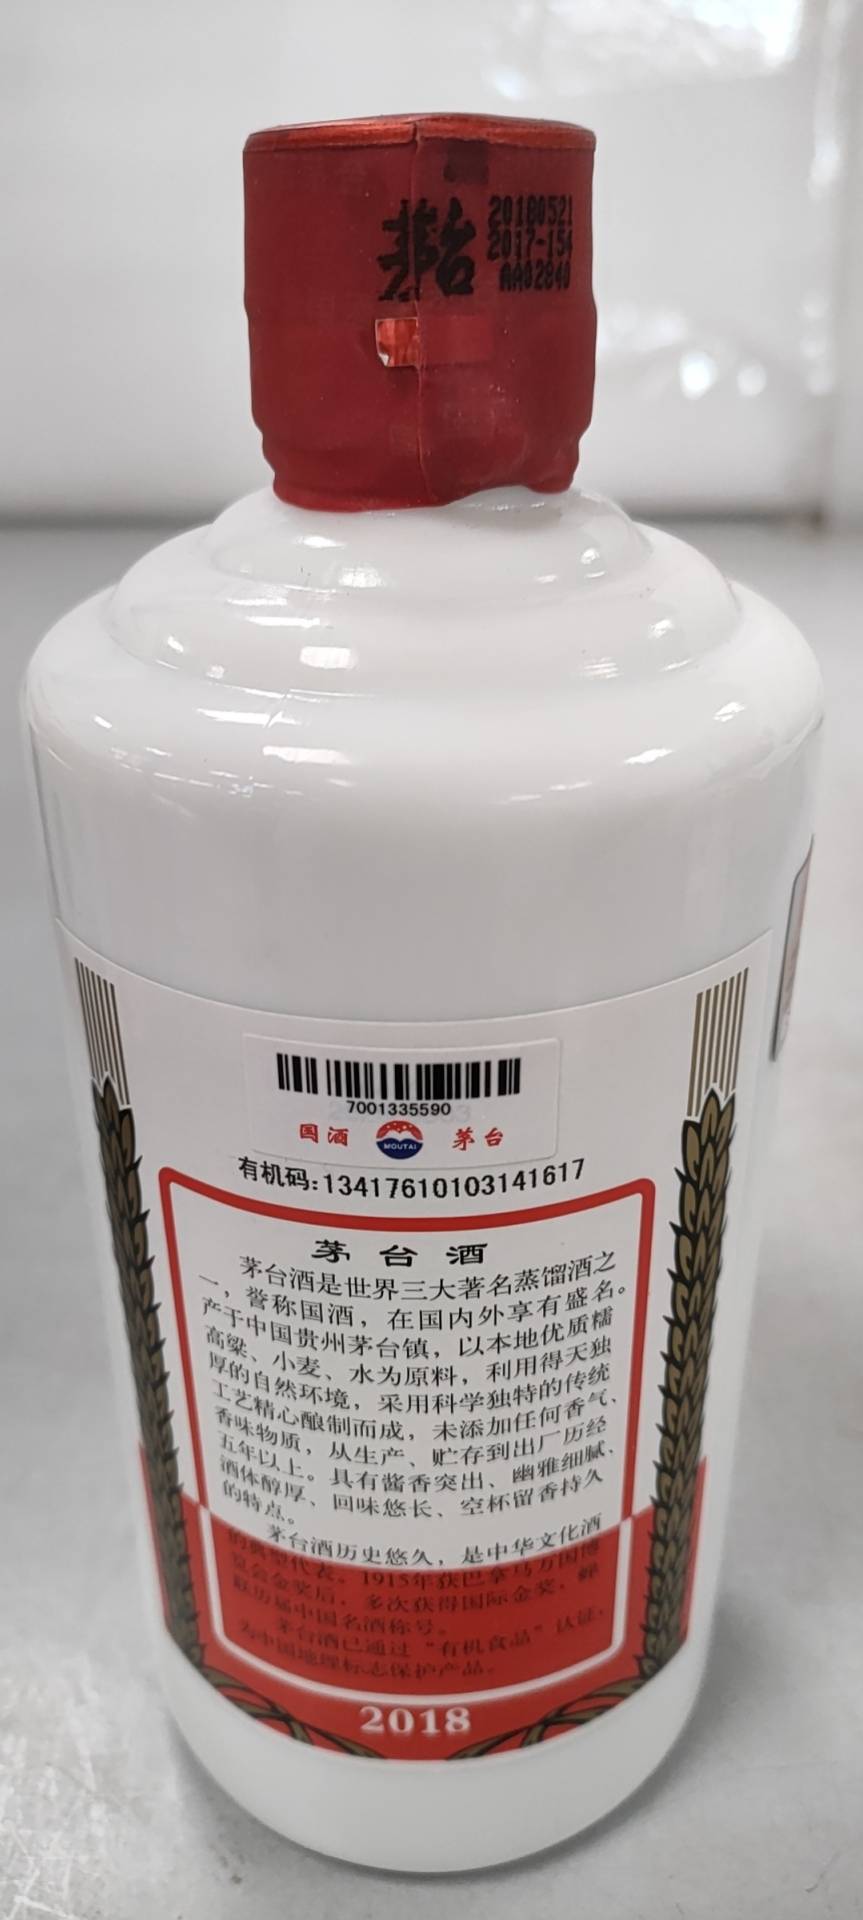 茅台
20180521
2017-154
AA02840
7001335590
国酒 MOUTAI 茅台
有机码:13417610103141617
茅台酒
茅台酒是世界三大著名蒸馏酒之
一，誉称国酒，在国内外享有盛名。
产于中国贵州茅台镇，以本地优质糯
高粱、小麦、水为原料，利用得天独
厚的自然环境，采用科学独特的传统
工艺精心酿制而成，未添加任何香气、
香味物质，从生产、贮存到出厂历经
五年以上。具有酱香突出、幽雅细腻、
酒体醇厚、回味悠长、空杯留香持久
的特点。
茅台酒历史悠久，是中华文化酒
的典型代表。1915年获巴拿马万国博
览会金奖后，多次获得国际金奖，蝉
联历届中国名酒称号。
茅台酒已通过“有机食品”认证，
为中国地理标志保护产品。
2018